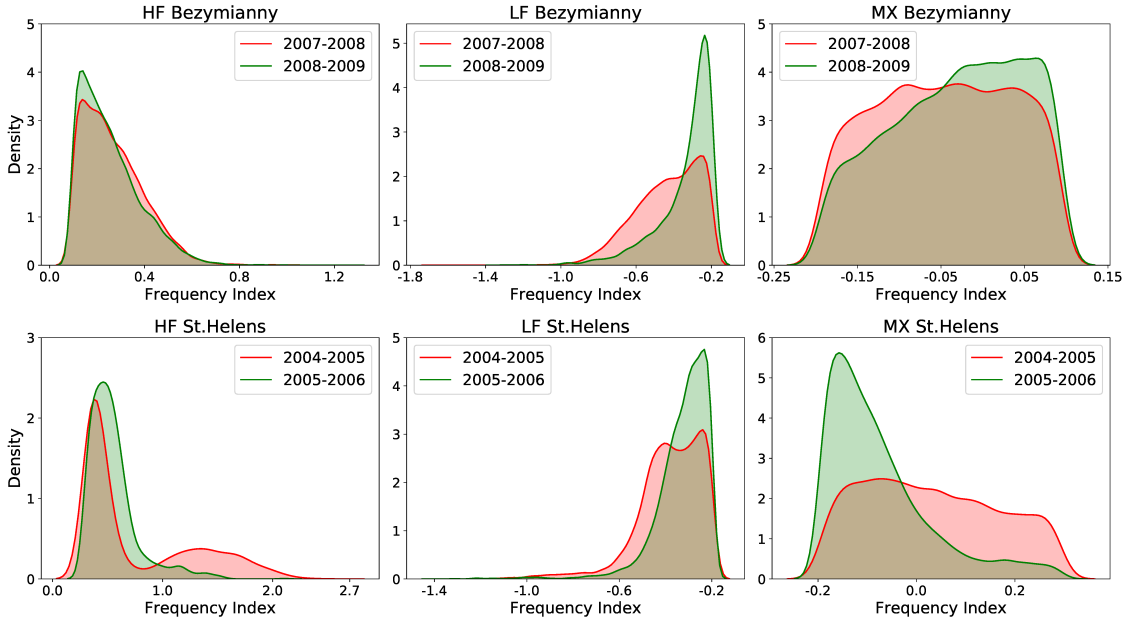 HF Bezymianny
LF Bezymianny
MX Bezymianny
5
4
3
2
1
0
Density
2007-2008
2008-2009
0.0 0.4 0.8 1.2
Frequency Index
5
4
3
2
1
0
2007-2008
2008-2009
-1.8 -1.4 -1.0 -0.6 -0.2
Frequency Index
5
4
3
2
1
0
2007-2008
2008-2009
-0.25 -0.15 -0.05 0.05 0.15
Frequency Index
HF St.Helens
LF St.Helens
MX St.Helens
3
2
1
0
Density
2004-2005
2005-2006
0.0 1.0 2.0 2.7
Frequency Index
5
4
3
2
1
0
2004-2005
2005-2006
-1.4 -1.0 -0.6 -0.2
Frequency Index
6
5
4
3
2
1
0
2004-2005
2005-2006
-0.2 0.0 0.2
Frequency Index